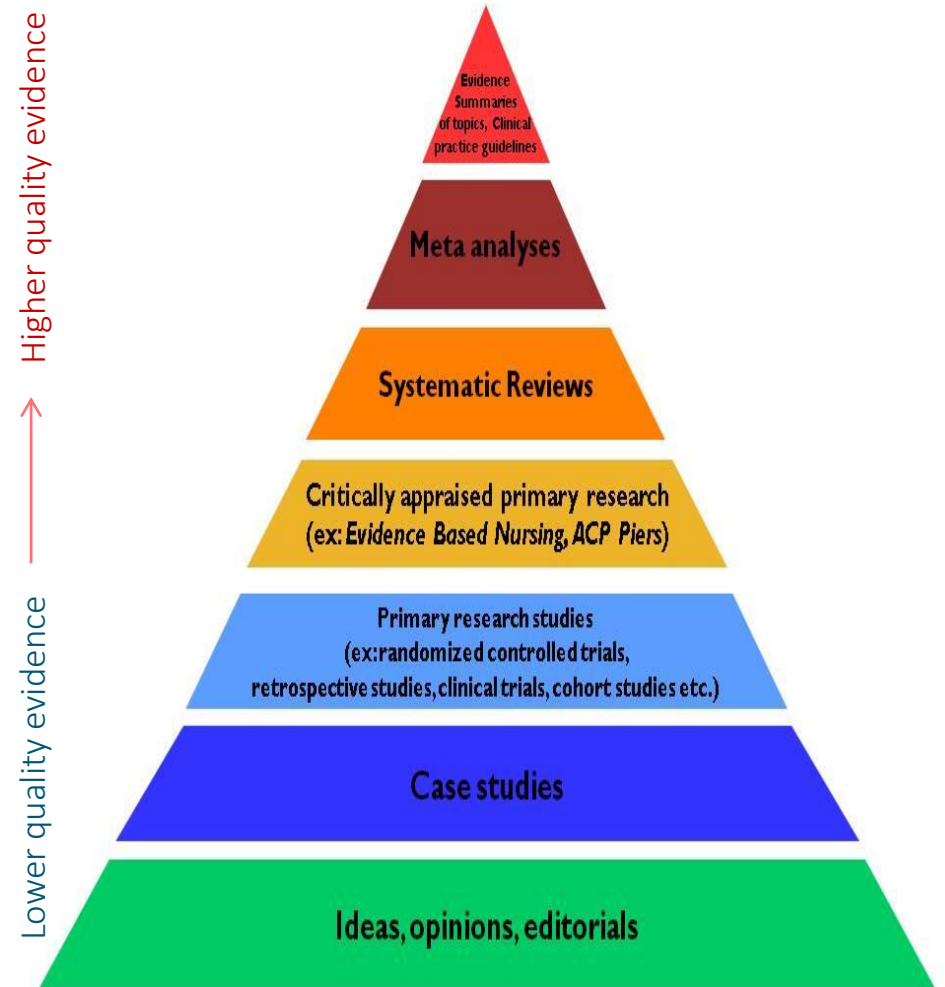 Higher quality evidence
Lower quality evidence
Evidence
Summaries
of topics, Clinical
practice guidelines
Meta analyses
Systematic Reviews
Critically appraised primary research
(ex: Evidence Based Nursing, ACP Piers)
Primary research studies
(ex:randomized controlled trials,
retrospective studies, clinical trials, cohort studies etc.)
Case studies
Ideas, opinions, editorials